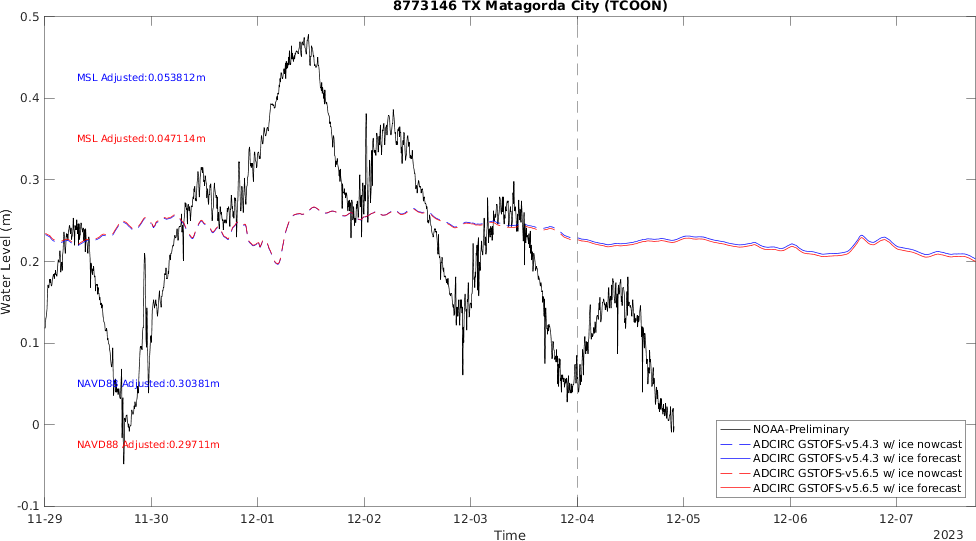 8773146 TX Matagorda City (TCOON)
0.5
MSL Adjusted:0.053812m
0.4
MSL Adjusted:0.047114m
0.3
Water Level (m)
0.2
0.1
NAVD88 Adjusted:0.30381m
0
NAVD88 Adjusted:0.29711m
-0.1
NOAA-Preliminary
ADCIRC GSTOFS-v5.4.3 w/ ice nowcast
ADCIRC GSTOFS-v5.4.3 w/ ice forecast
ADCIRC GSTOFS-v5.6.5 w/ ice nowcast
ADCIRC GSTOFS-v5.6.5 w/ ice forecast
11-29 11-30 12-01 12-02 12-03 12-04 12-05 12-06 12-07
Time
2023